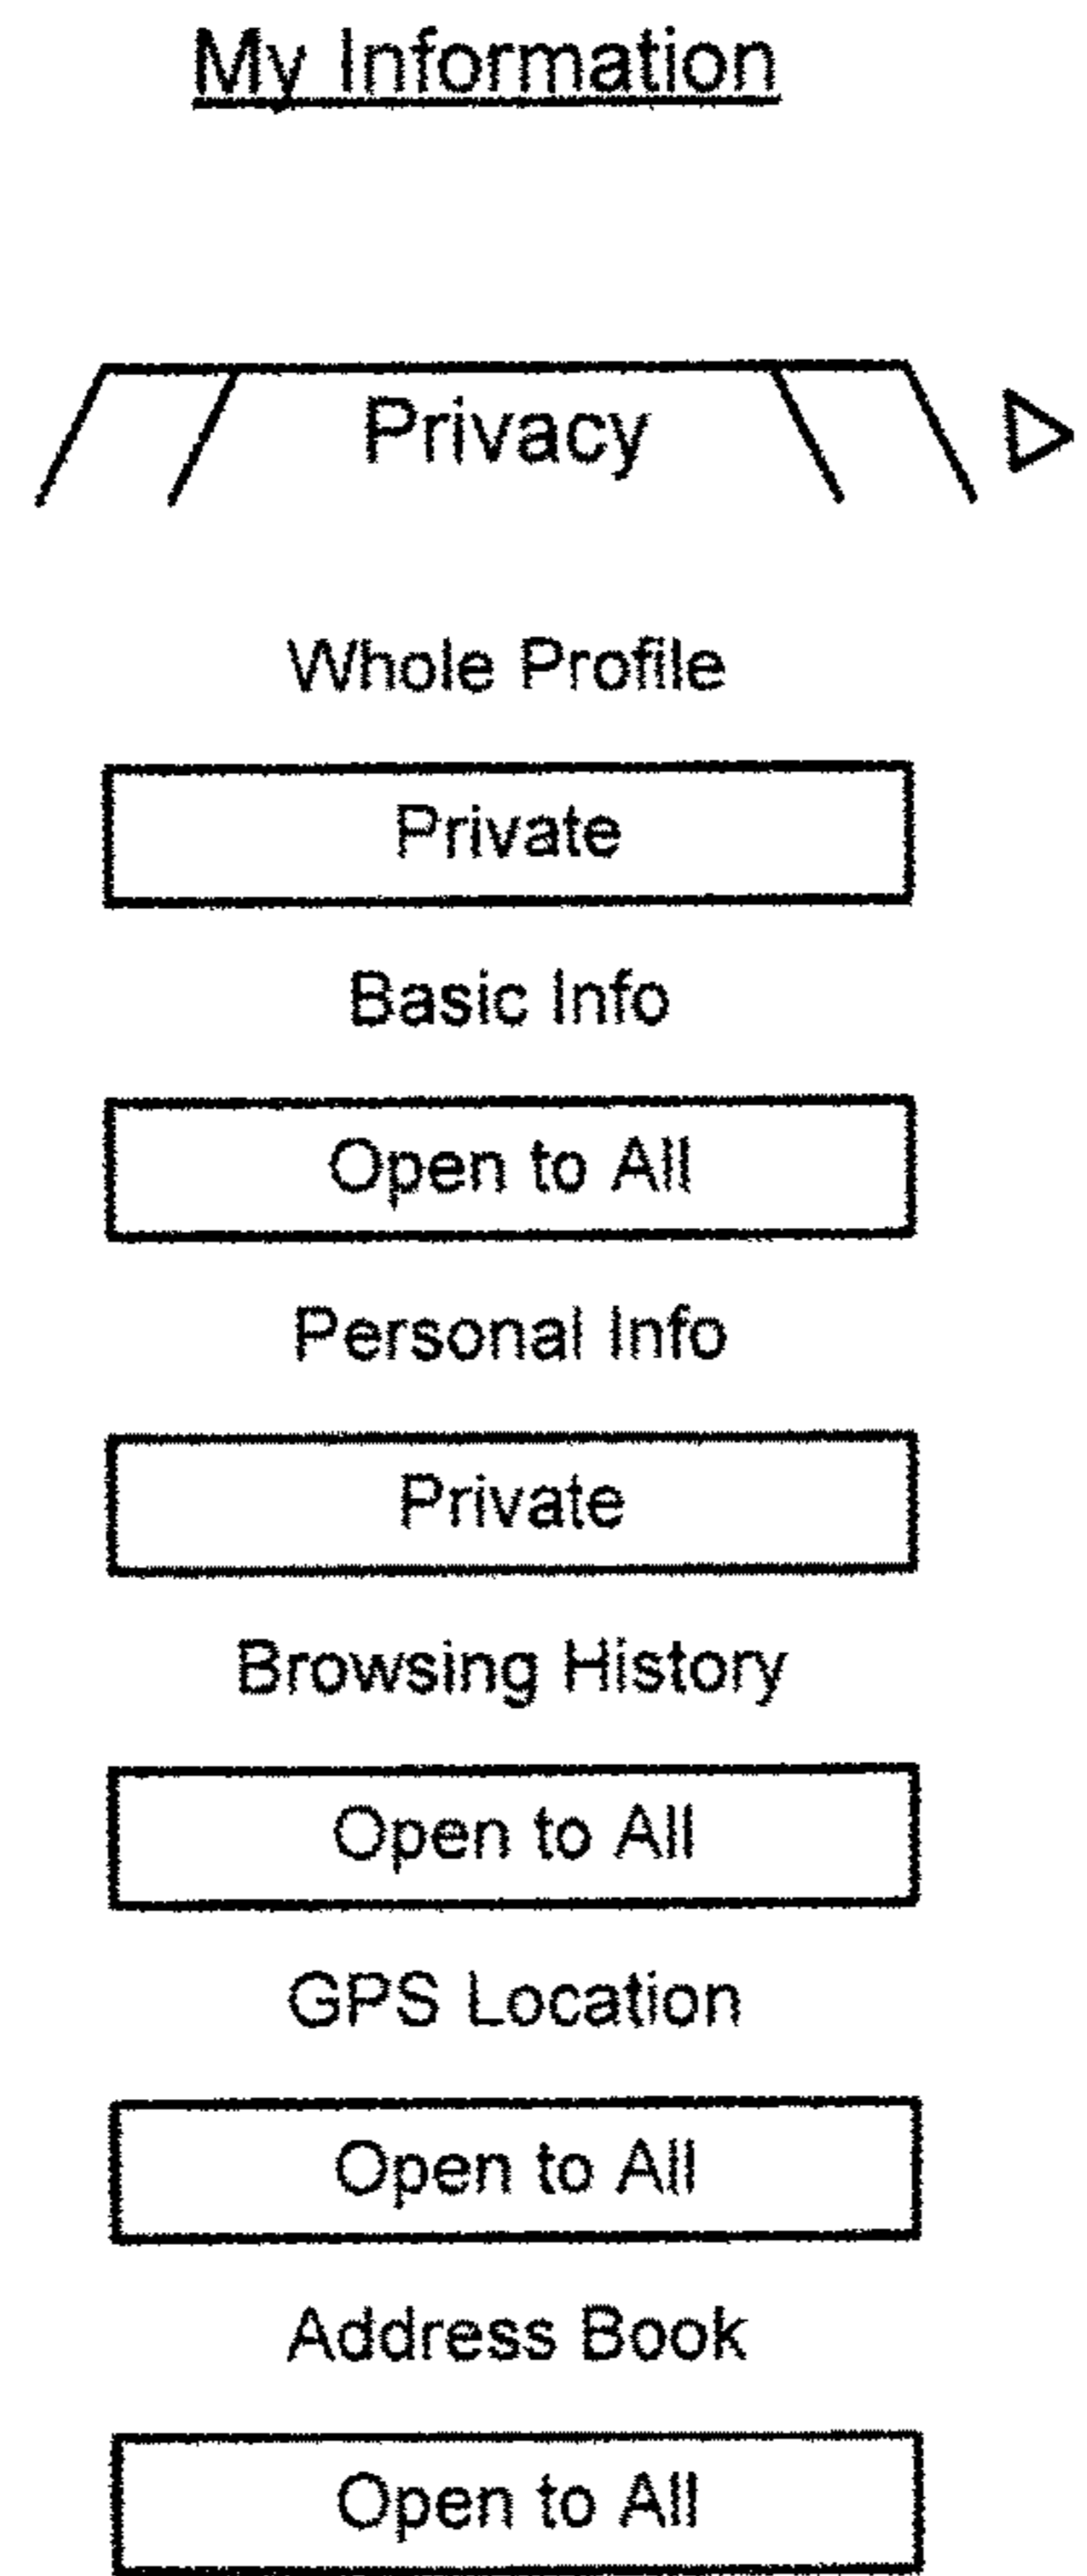 My Information
Privacy
Whole Profile
Private
Basic Info
Open to All
Personal Info
Private
Browsing History
Open to All
GPS Location
Open to All
Address Book
Open to All